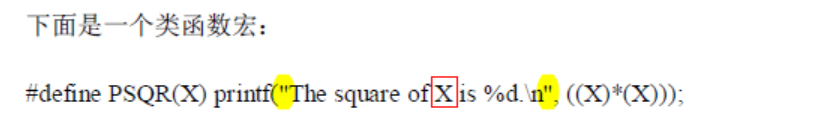 下面是一个类函数宏：
#define PSQR(X) printf("The square of X is %d.\n", ((X)*(X)));